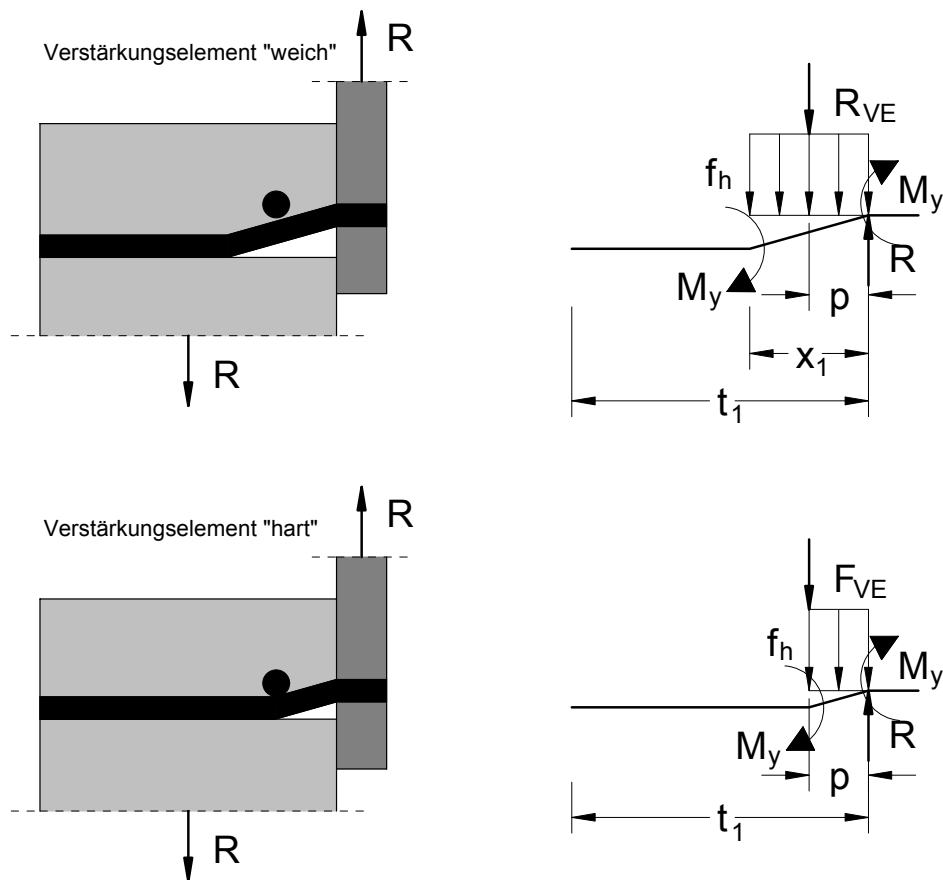 R
Verstärkungselement "weich"
R
R_VE
f_h
M_y
M_y
R
p
x_1
t_1
R
Verstärkungselement "hart"
R
F_VE
f_h
M_y
M_y
R
p
t_1